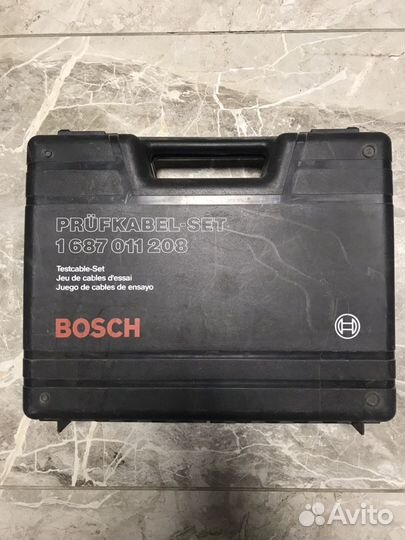 PRÜFKABEL-SET
1 687 011 208
Testcable-Set
Jeu de cables d'essai
Juego de cables de ensayo
BOSCH
Avito